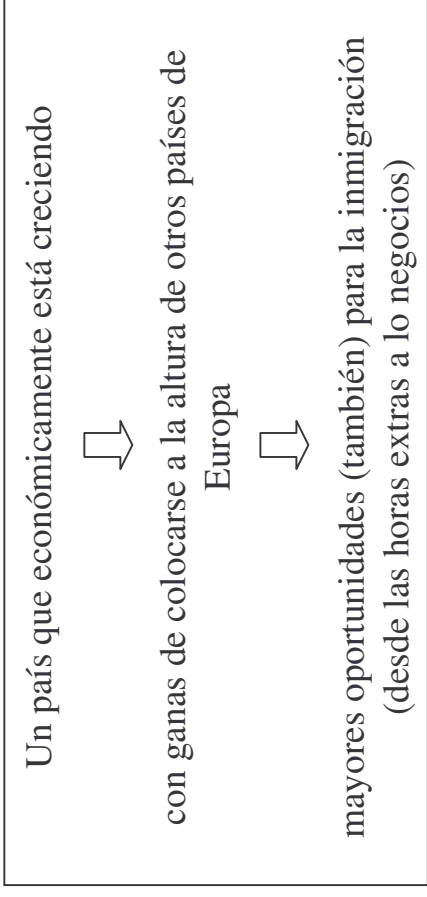 Un país que económicamente está creciendo
con ganas de colocarse a la altura de otros países de
Europa
mayores oportunidades (también) para la inmigración
(desde las horas extras a lo negocios)